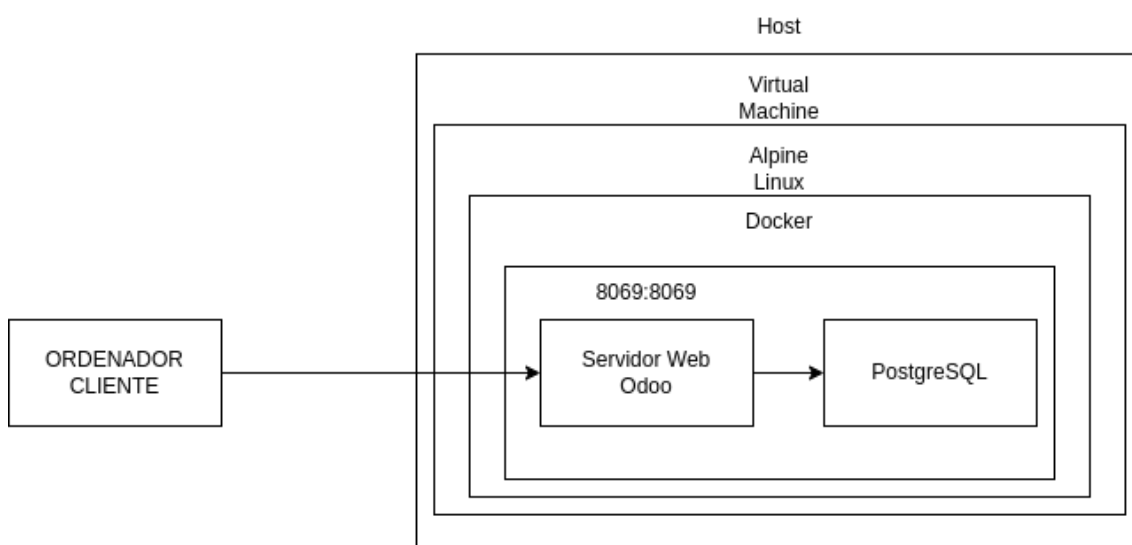 Host
Virtual
Machine
Alpine
Linux
Docker
8069:8069
ORDENADOR
CLIENTE
Servidor Web
Odoo
PostgreSQL